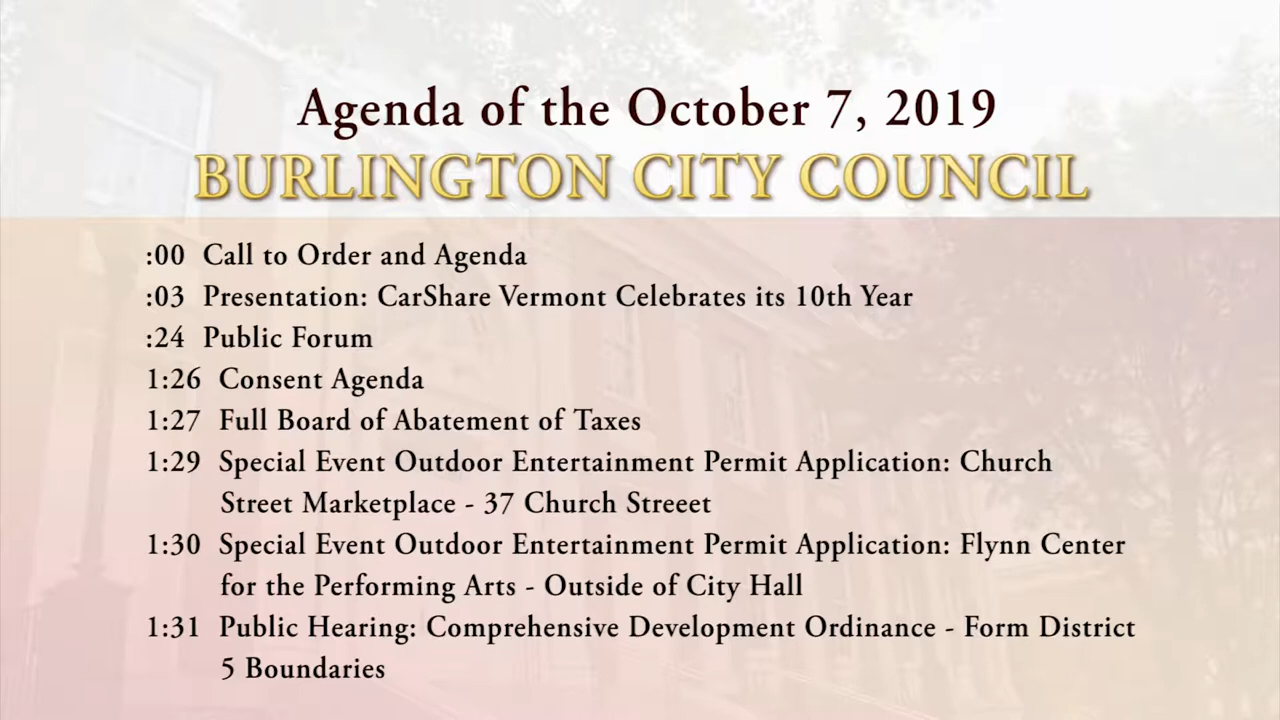 Agenda of the October 7, 2019
BURLINGTON CITY COUNCIL
:00 Call to Order and Agenda
:03 Presentation: CarShare Vermont Celebrates its 10th Year
:24 Public Forum
1:26 Consent Agenda
1:27 Full Board of Abatement of Taxes
1:29 Special Event Outdoor Entertainment Permit Application: Church
Street Marketplace - 37 Church Streeet
1:30 Special Event Outdoor Entertainment Permit Application: Flynn Center
for the Performing Arts - Outside of City Hall
1:31 Public Hearing: Comprehensive Development Ordinance - Form District
5 Boundaries